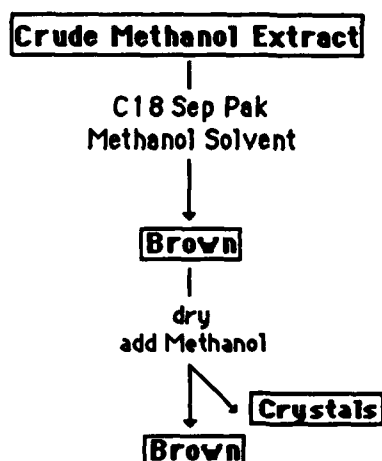 Crude Methanol Extract
C18 Sep Pak
Methanol Solvent
Brown
dry
add Methanol
Crystals
Brown